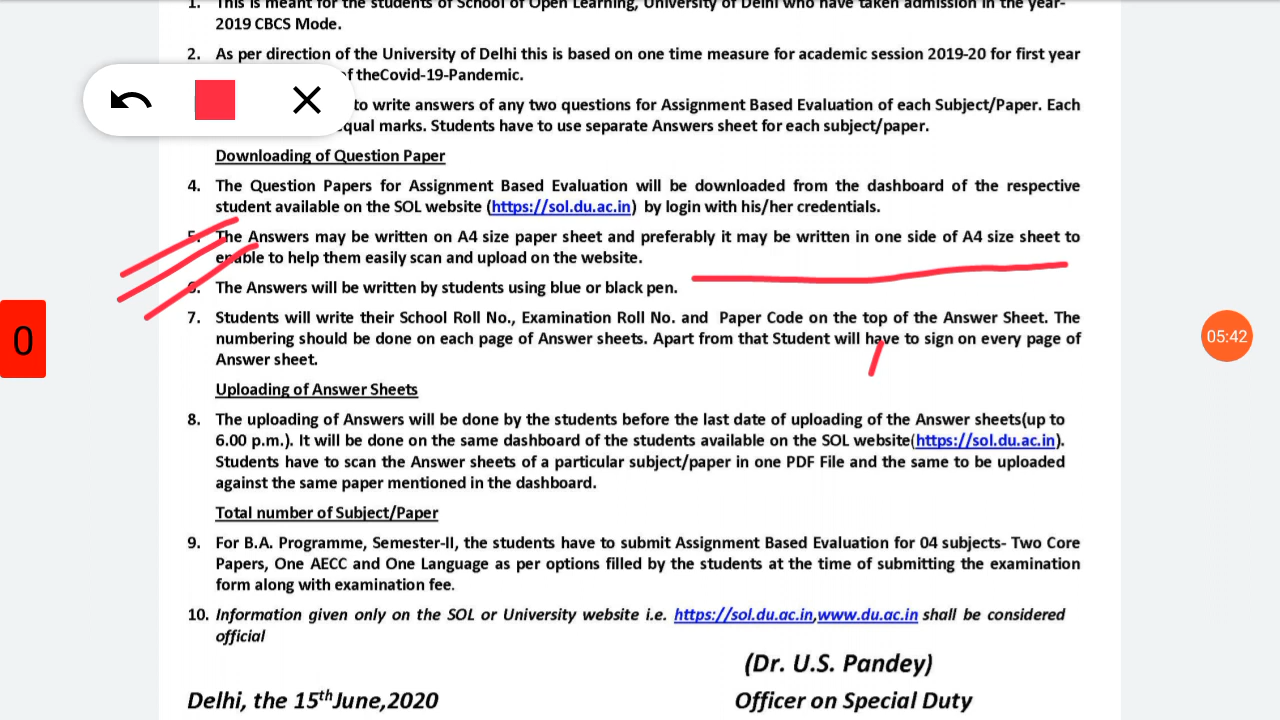 1. This is meant for the students of School of Open Learning, University of Delhi who have taken admission in the year-
2019 CBCS Mode.
2. As per direction of the University of Delhi this is based on one time measure for academic session 2019-20 for first year
of theCovid-19-Pandemic.
to write answers of any two questions for Assignment Based Evaluation of each Subject/Paper. Each
equal marks. Students have to use separate Answers sheet for each subject/paper.
Downloading of Question Paper
4. The Question Papers for Assignment Based Evaluation will be downloaded from the dashboard of the respective
student available on the SOL website (https://sol.du.ac.in) by login with his/her credentials.
5. The Answers may be written on A4 size paper sheet and preferably it may be written in one side of A4 size sheet to
enable to help them easily scan and upload on the website.
6. The Answers will be written by students using blue or black pen.
0
05:42
7. Students will write their School Roll No., Examination Roll No. and Paper Code on the top of the Answer Sheet. The
numbering should be done on each page of Answer sheets. Apart from that Student will have to sign on every page of
Answer sheet.
Uploading of Answer Sheets
8. The uploading of Answers will be done by the students before the last date of uploading of the Answer sheets(up to
6.00 p.m.). It will be done on the same dashboard of the students available on the SOL website(https://sol.du.ac.in).
Students have to scan the Answer sheets of a particular subject/paper in one PDF File and the same to be uploaded
against the same paper mentioned in the dashboard.
Total number of Subject/Paper
9. For B.A. Programme, Semester-II, the students have to submit Assignment Based Evaluation for 04 subjects- Two Core
Papers, One AECC and One Language as per options filled by the students at the time of submitting the examination
form along with examination fee.
10. Information given only on the SOL or University website i.e. https://sol.du.ac.in,www.du.ac.in shall be considered
official
(Dr. U.S. Pandey)
Delhi, the 15thJune,2020 Officer on Special Duty